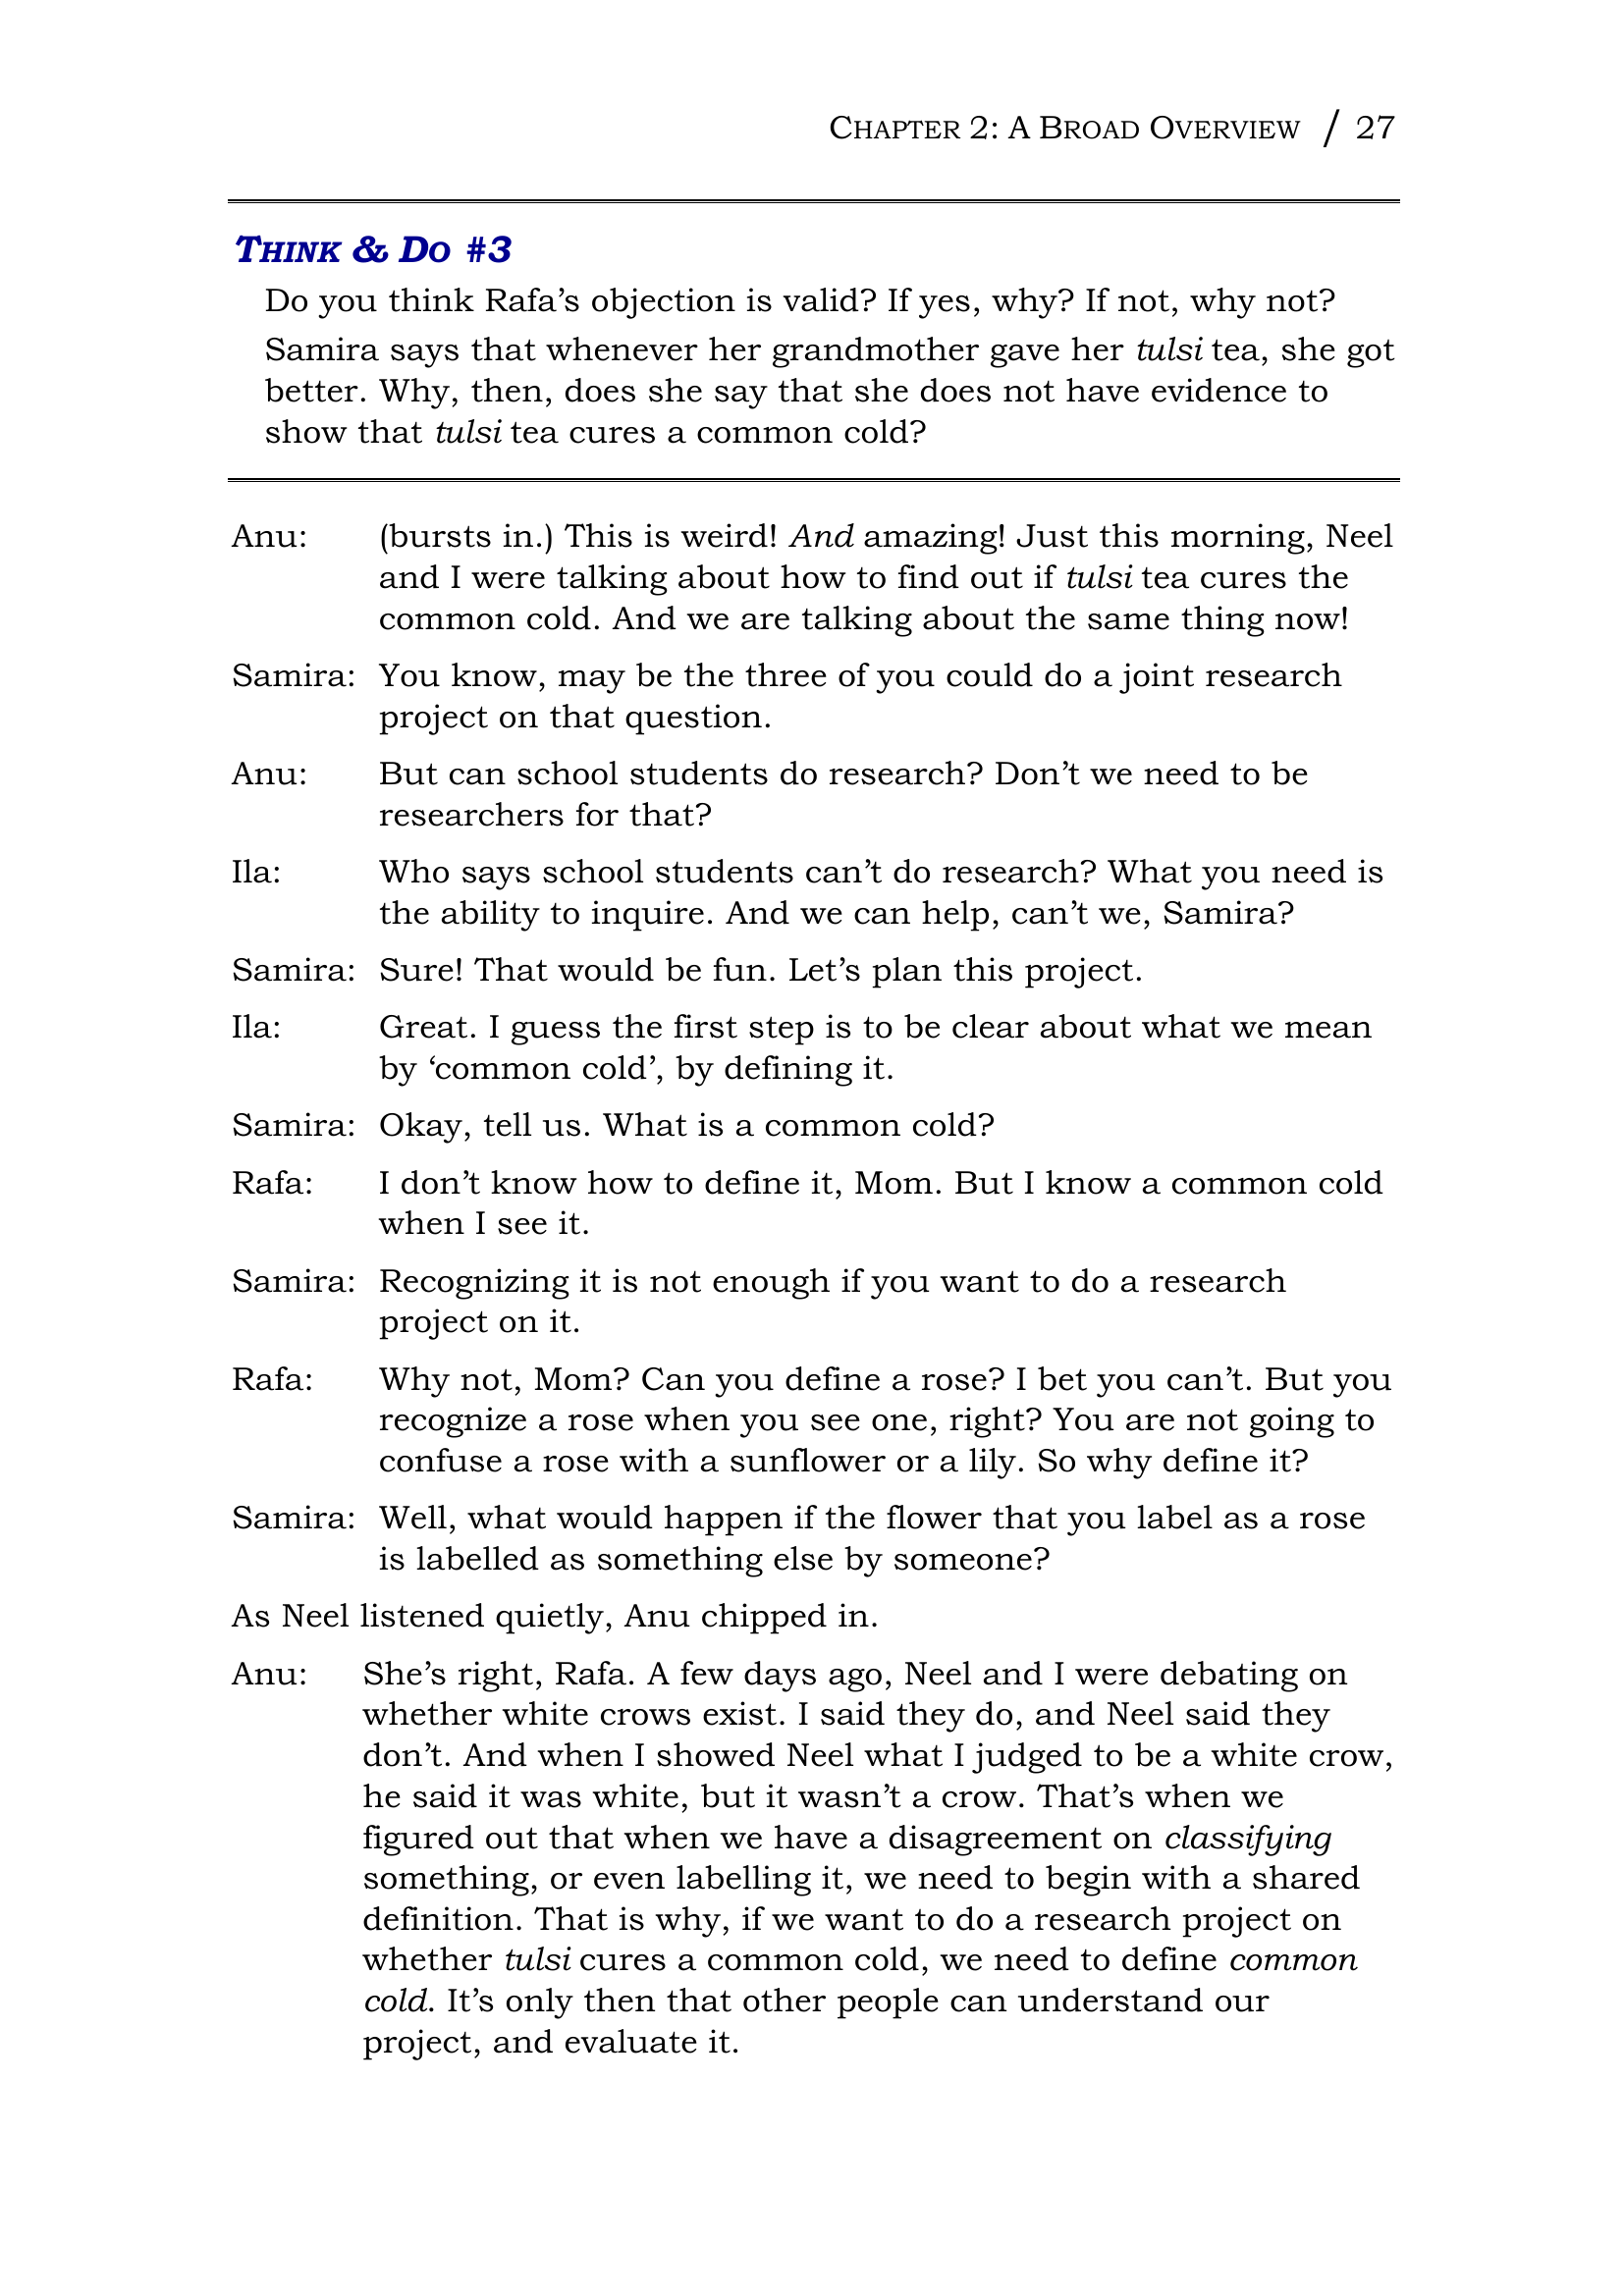 CHAPTER 2: A BROAD OVERVIEW / 27
THINK & DO #3
Do you think Rafa’s objection is valid? If yes, why? If not, why not?
Samira says that whenever her grandmother gave her tulsi tea, she got
better. Why, then, does she say that she does not have evidence to
show that tulsi tea cures a common cold?
Anu: (bursts in.) This is weird! And amazing! Just this morning, Neel
and I were talking about how to find out if tulsi tea cures the
common cold. And we are talking about the same thing now!
Samira: You know, may be the three of you could do a joint research
project on that question.
Anu: But can school students do research? Don’t we need to be
researchers for that?
Ila: Who says school students can’t do research? What you need is
the ability to inquire. And we can help, can’t we, Samira?
Samira: Sure! That would be fun. Let’s plan this project.
Ila: Great. I guess the first step is to be clear about what we mean
by ‘common cold’, by defining it.
Samira: Okay, tell us. What is a common cold?
Rafa: I don’t know how to define it, Mom. But I know a common cold
when I see it.
Samira: Recognizing it is not enough if you want to do a research
project on it.
Rafa: Why not, Mom? Can you define a rose? I bet you can’t. But you
recognize a rose when you see one, right? You are not going to
confuse a rose with a sunflower or a lily. So why define it?
Samira: Well, what would happen if the flower that you label as a rose
is labelled as something else by someone?
As Neel listened quietly, Anu chipped in.
Anu: She’s right, Rafa. A few days ago, Neel and I were debating on
whether white crows exist. I said they do, and Neel said they
don’t. And when I showed Neel what I judged to be a white crow,
he said it was white, but it wasn’t a crow. That’s when we
figured out that when we have a disagreement on classifying
something, or even labelling it, we need to begin with a shared
definition. That is why, if we want to do a research project on
whether tulsi cures a common cold, we need to define common
cold. It’s only then that other people can understand our
project, and evaluate it.